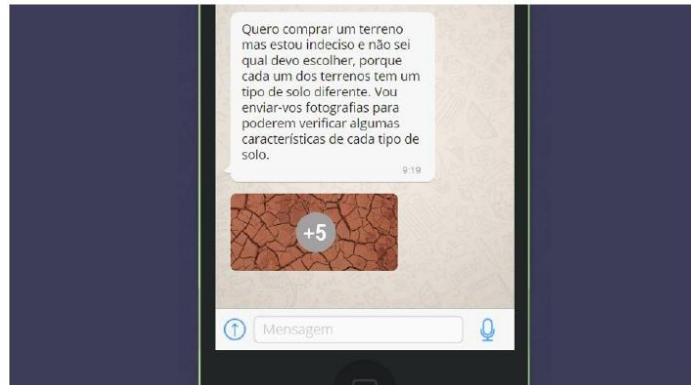 Quero comprar um terreno
mas estou indeciso e não sei
qual devo escolher, porque
cada um dos terrenos tem um
tipo de solo diferente. Vou
enviar-vos fotografias para
poderem verificar algumas
características de cada tipo de
solo.
9:19
+5
Mensagem